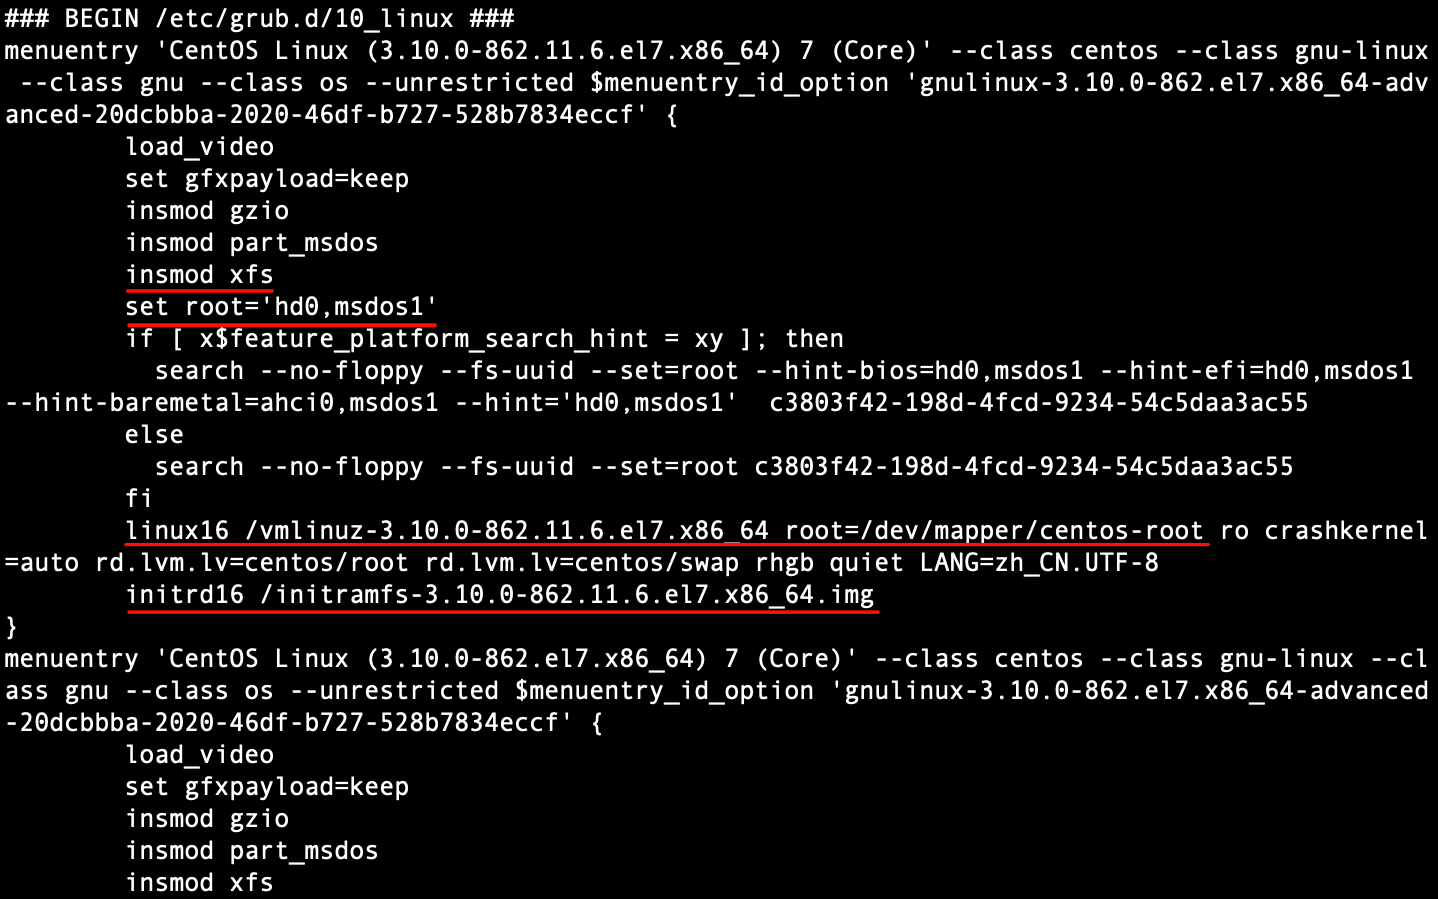 ### BEGIN /etc/grub.d/10_linux ###
menuentry 'CentOS Linux (3.10.0-862.11.6.el7.x86_64) 7 (Core)' --class centos --class gnu-linux
 --class gnu --class os --unrestricted $menuentry_id_option 'gnulinux-3.10.0-862.el7.x86_64-adv
anced-20dcbbba-2020-46df-b727-528b7834eccf' {
        load_video
        set gfxpayload=keep
        insmod gzio
        insmod part_msdos
        insmod xfs
        set root='hd0,msdos1'
        if [ x$feature_platform_search_hint = xy ]; then
          search --no-floppy --fs-uuid --set=root --hint-bios=hd0,msdos1 --hint-efi=hd0,msdos1
--hint-baremetal=ahci0,msdos1 --hint='hd0,msdos1'  c3803f42-198d-4fcd-9234-54c5daa3ac55
        else
          search --no-floppy --fs-uuid --set=root c3803f42-198d-4fcd-9234-54c5daa3ac55
        fi
        linux16 /vmlinuz-3.10.0-862.11.6.el7.x86_64 root=/dev/mapper/centos-root ro crashkernel
=auto rd.lvm.lv=centos/root rd.lvm.lv=centos/swap rhgb quiet LANG=zh_CN.UTF-8
        initrd16 /initramfs-3.10.0-862.11.6.el7.x86_64.img
}
menuentry 'CentOS Linux (3.10.0-862.el7.x86_64) 7 (Core)' --class centos --class gnu-linux --cl
ass gnu --class os --unrestricted $menuentry_id_option 'gnulinux-3.10.0-862.el7.x86_64-advanced
-20dcbbba-2020-46df-b727-528b7834eccf' {
        load_video
        set gfxpayload=keep
        insmod gzio
        insmod part_msdos
        insmod xfs